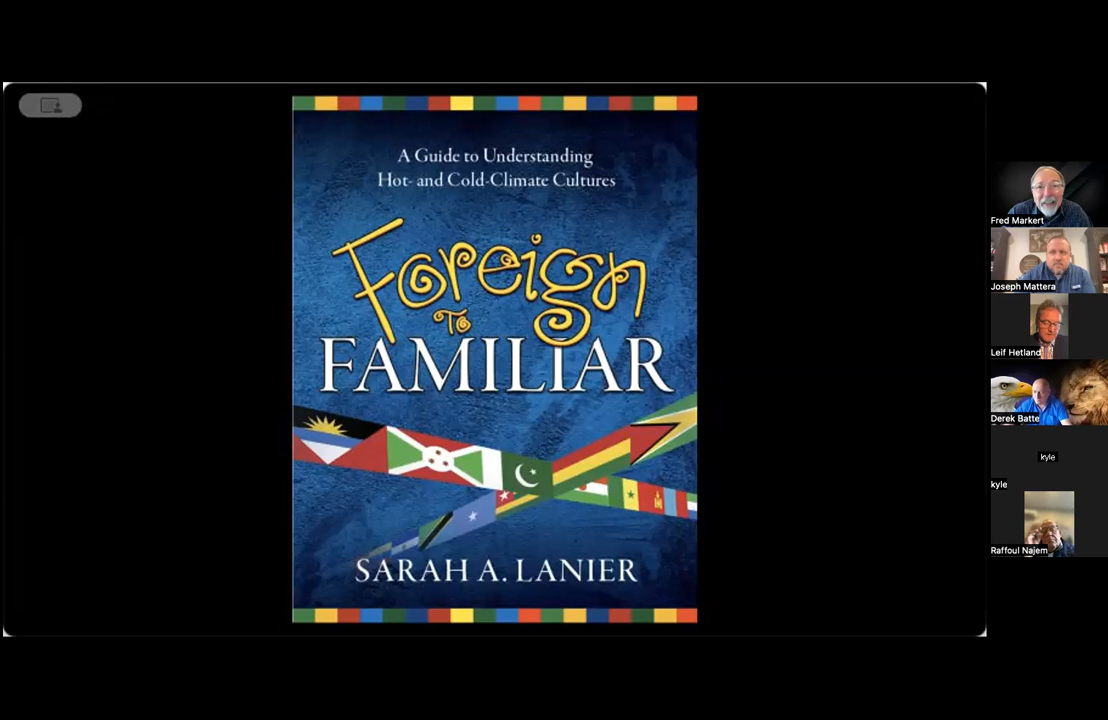 A Guide to Understanding
Hot- and Cold-Climate Cultures
Foreign
To
FAMILIAR
SARAH A. LANIER
Fred Markert
Joseph Mattera
Leif Hetland
Derek Batte
kyle
kyle
Raffoul Najem